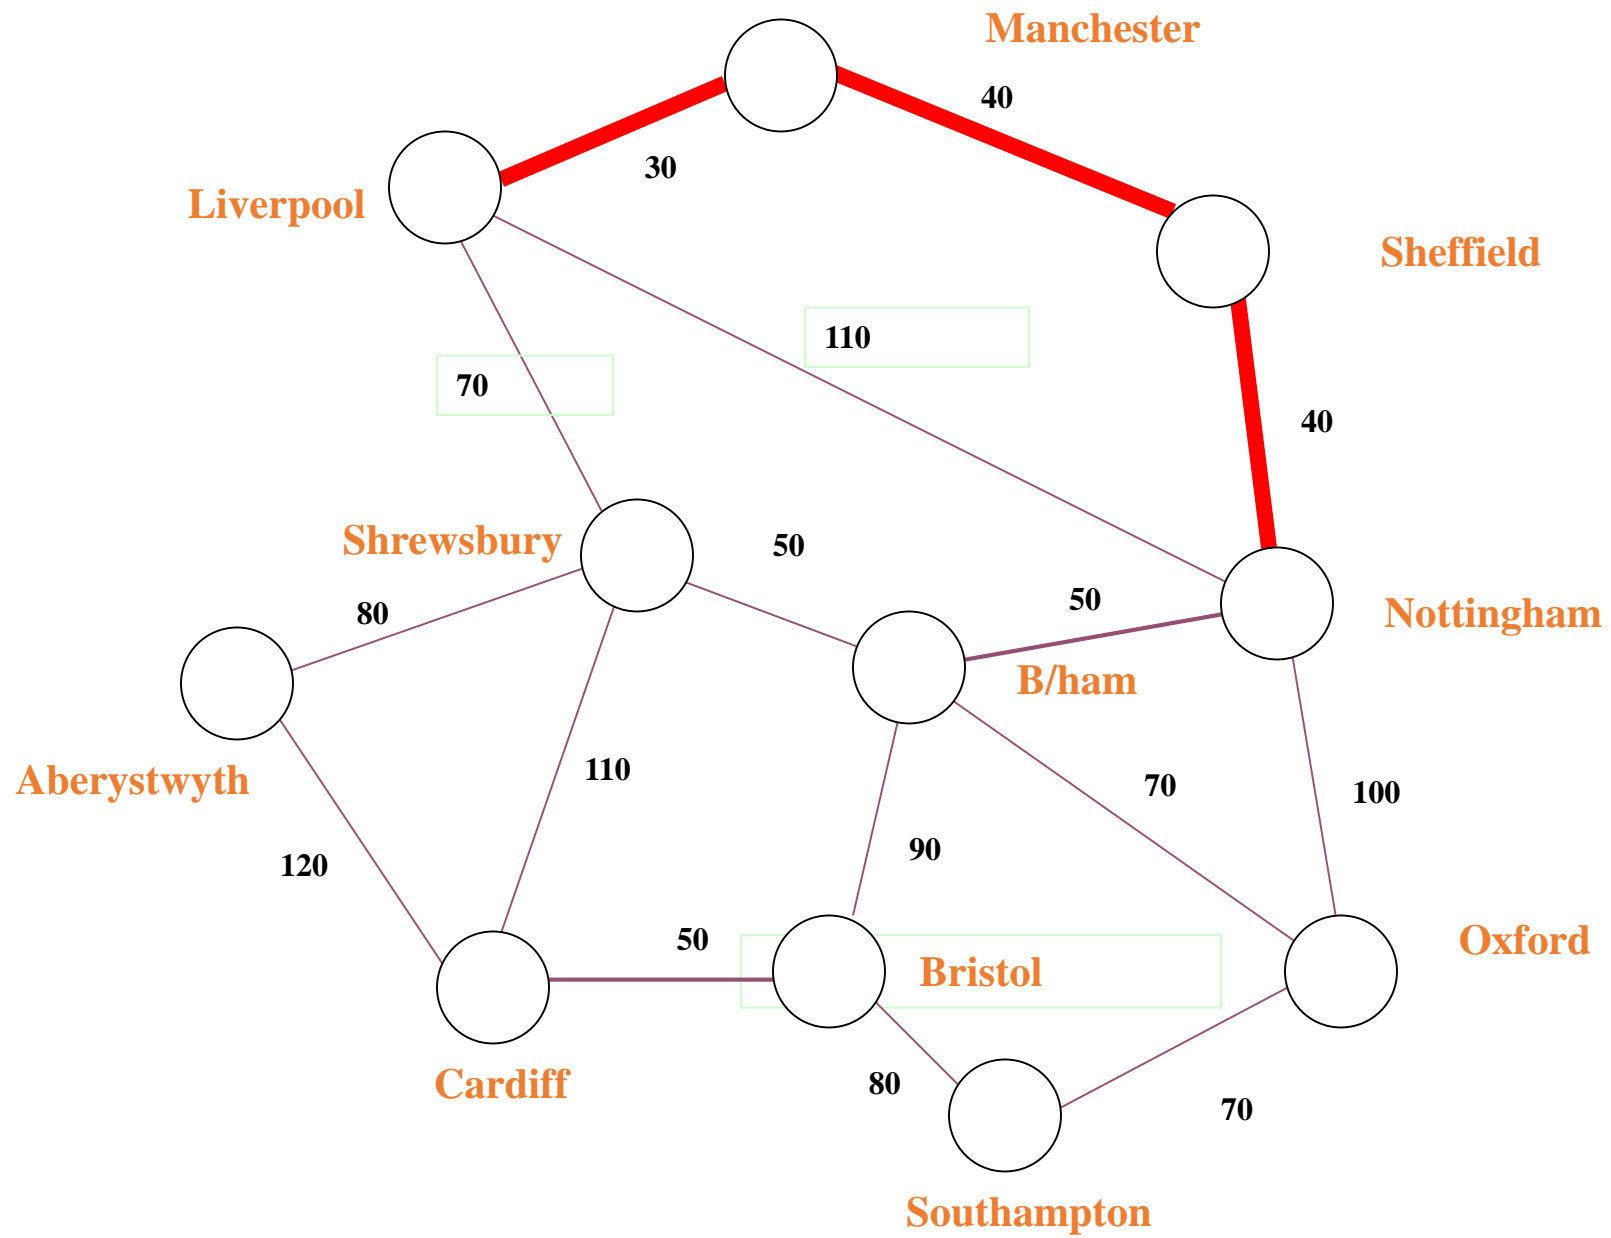 Manchester
40
30
Liverpool
Sheffield
110
70
40
Shrewsbury
50
50
80
Nottingham
B/ham
Aberystwyth
110
70
100
90
120
50
Oxford
Bristol
Cardiff
80
70
Southampton